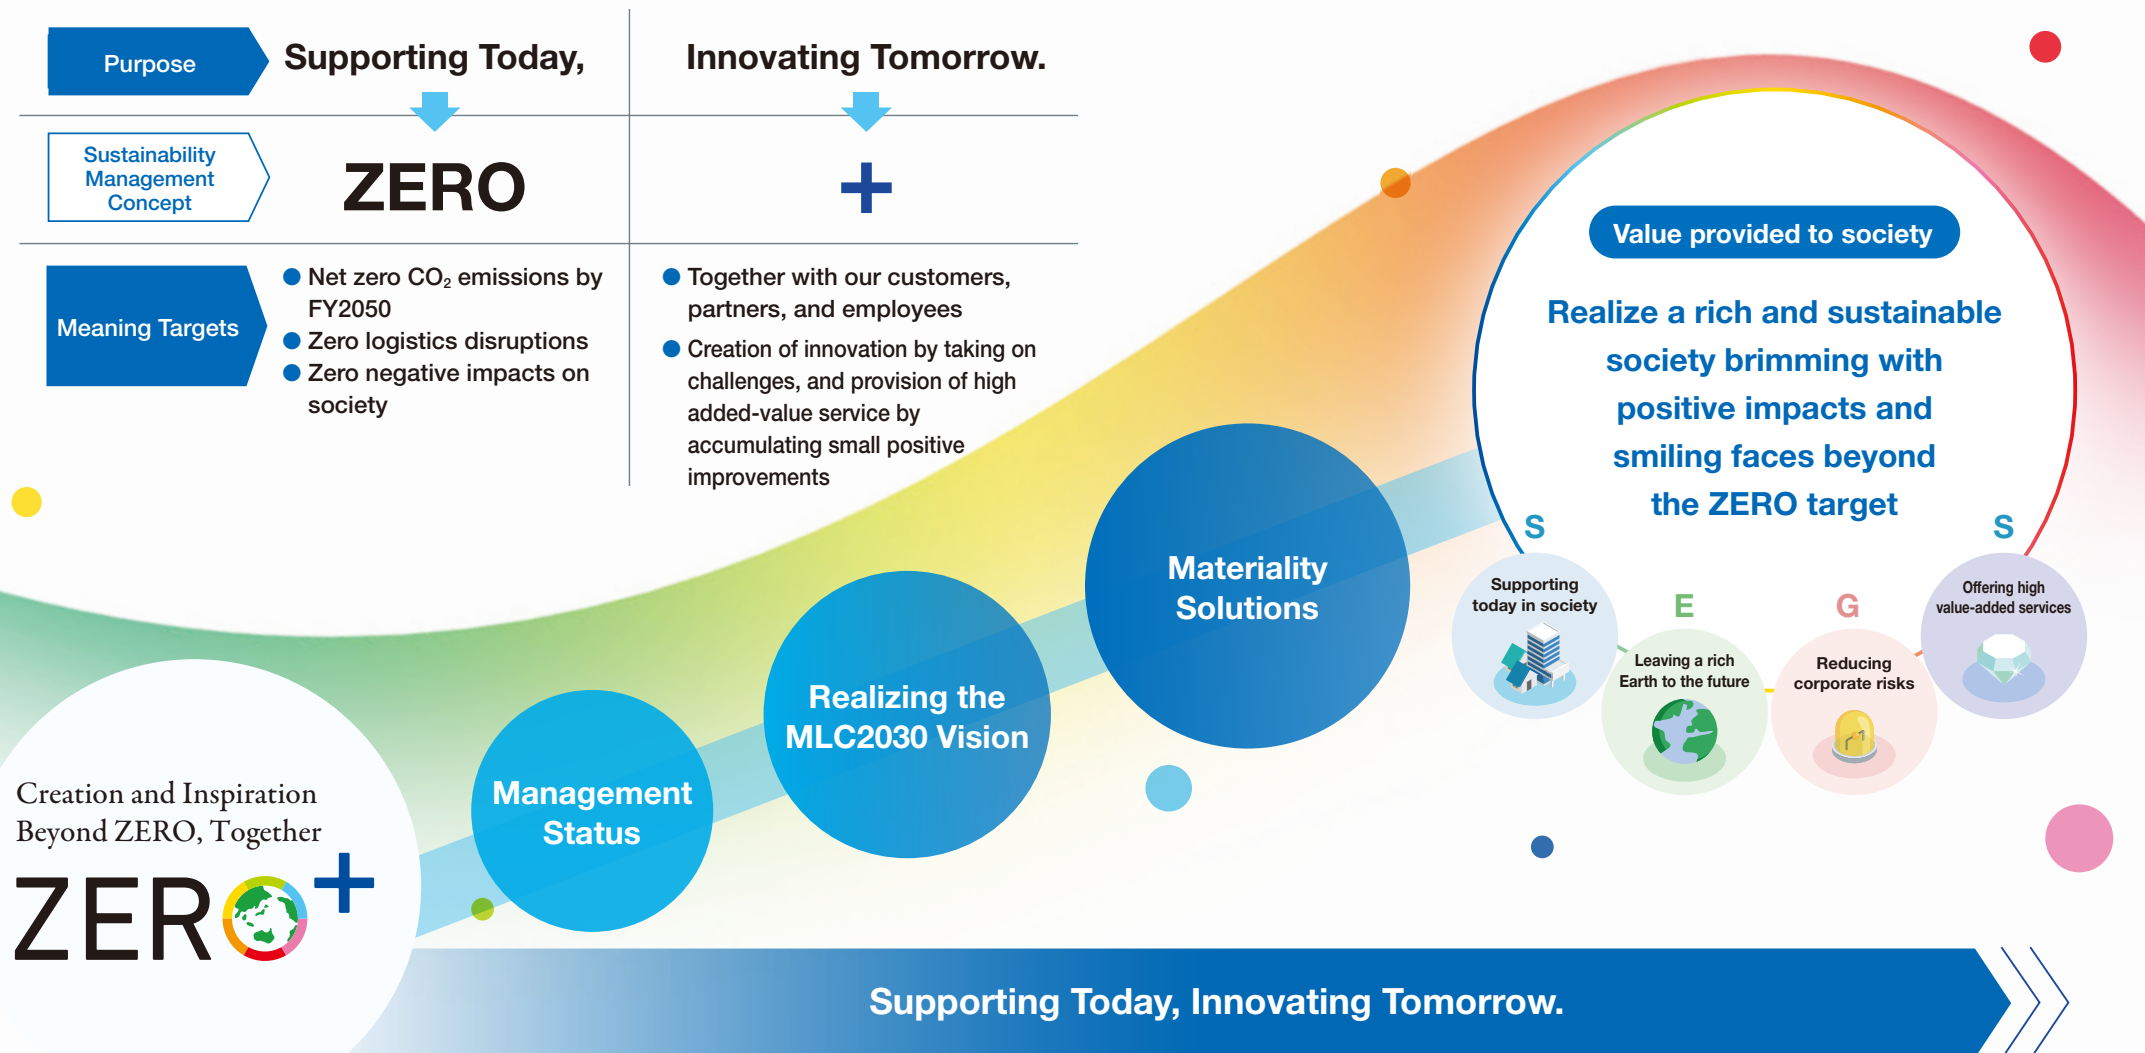 Purpose
Supporting Today,
Innovating Tomorrow.
Sustainability
Management
Concept
ZERO
+
Meaning Targets
● Net zero CO₂ emissions by
FY2050
● Zero logistics disruptions
● Zero negative impacts on
society
● Together with our customers,
partners, and employees
● Creation of innovation by taking on
challenges, and provision of high
added-value service by
accumulating small positive
improvements
Value provided to society
Realize a rich and sustainable
society brimming with
positive impacts and
smiling faces beyond
the ZERO target
S
Supporting
today in society
E
Leaving a rich
Earth to the future
G
Reducing
corporate risks
S
Offering high
value-added services
Materiality
Solutions
Realizing the
MLC2030 Vision
Management
Status
Creation and Inspiration
Beyond ZERO, Together
ZERO+
Supporting Today, Innovating Tomorrow.